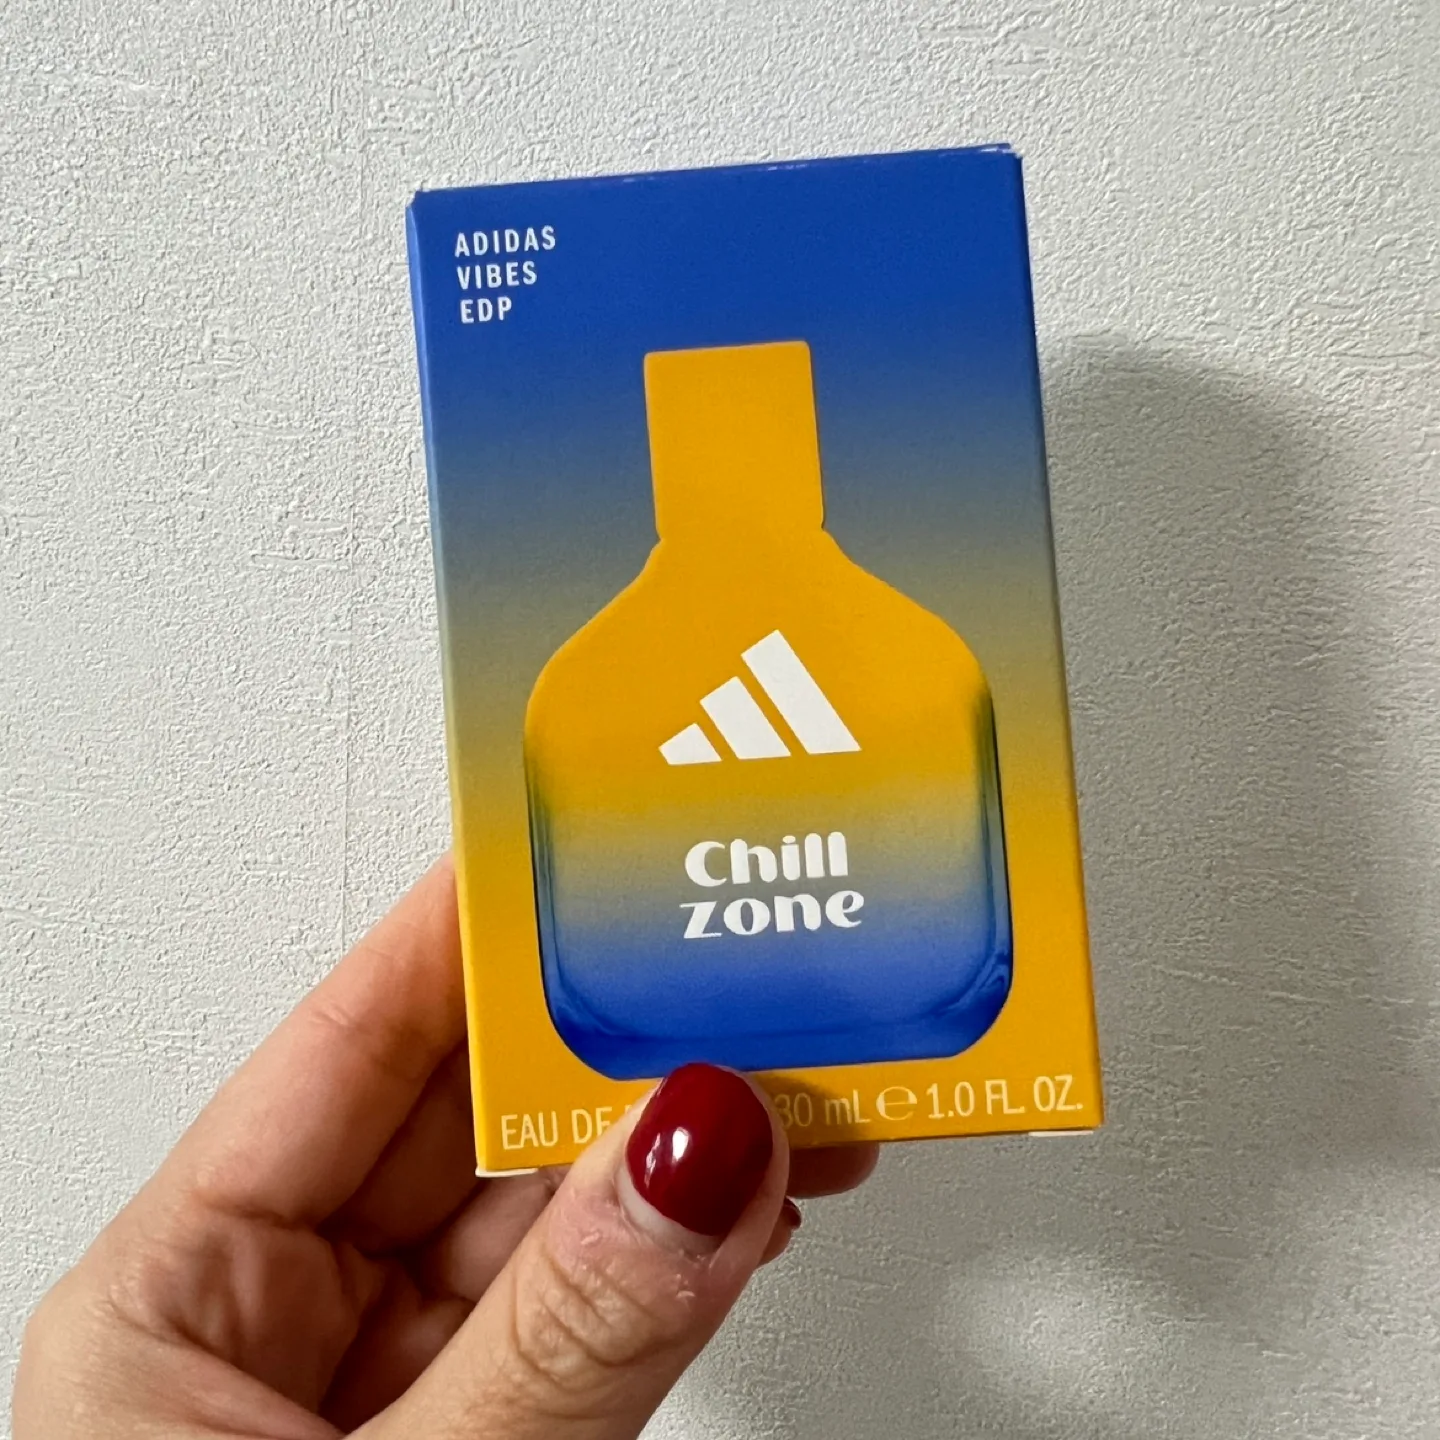 ADIDAS
VIBES
EDP
Chill
zone
EAU DE 30 mL ℮ 1.0 FL. OZ.